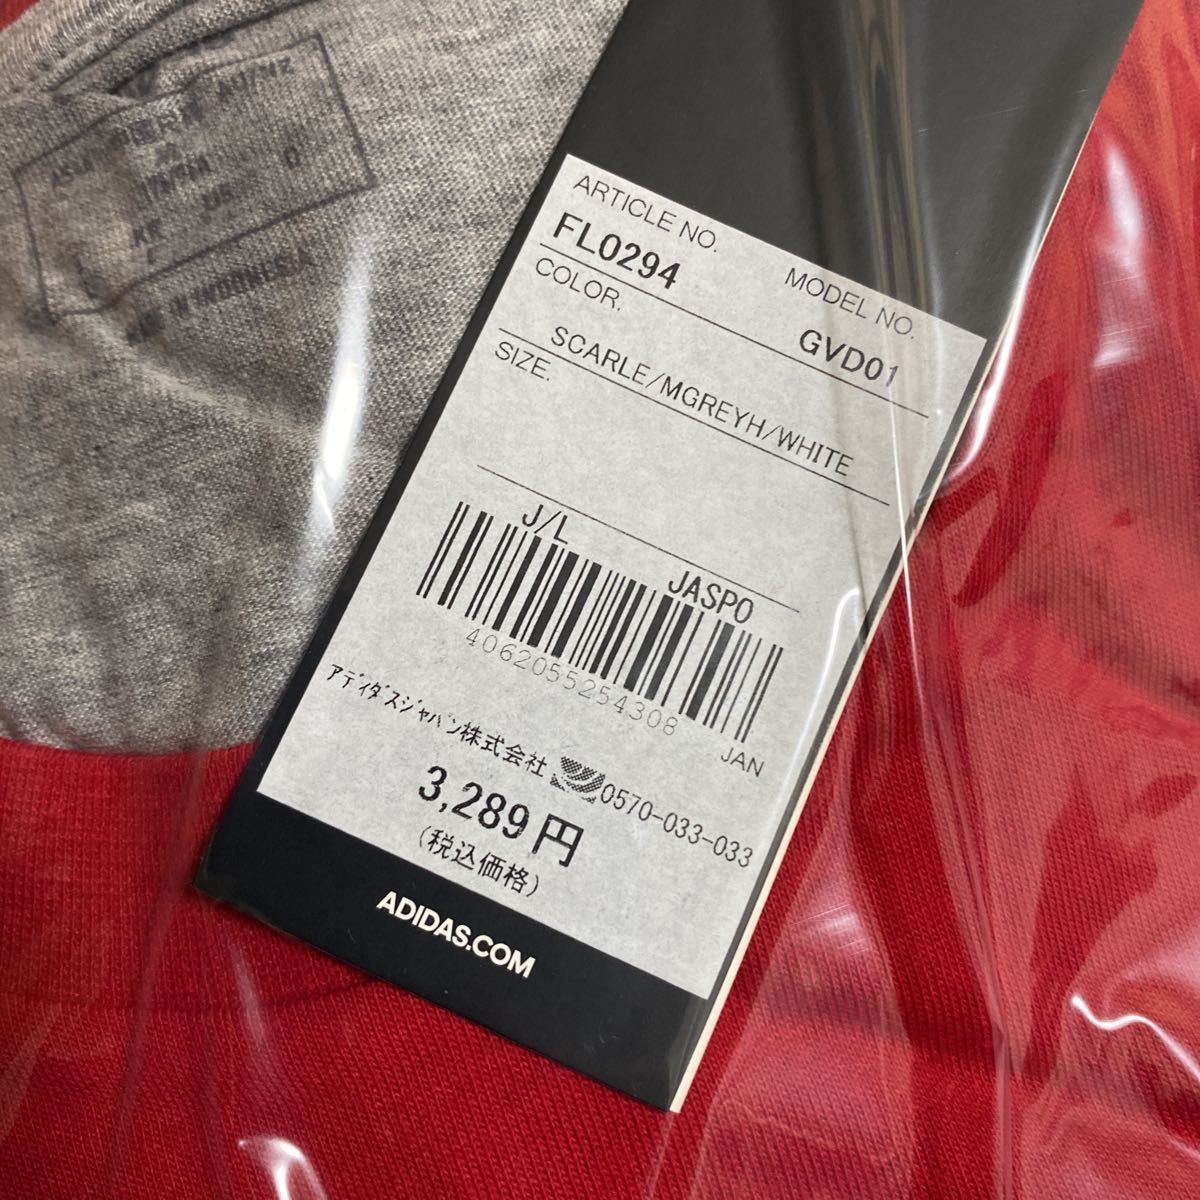 ARTICLE NO.
MODEL NO.
FL0294
GVD01
COLOR.
SCARLE/MGREYH/WHITE
SIZE.
J/L
JASPO
4062055254308
JAN
アディダスジャパン株式会社
0570-033-033
3,289円
(税込価格)
ADIDAS.COM
INDONESIA